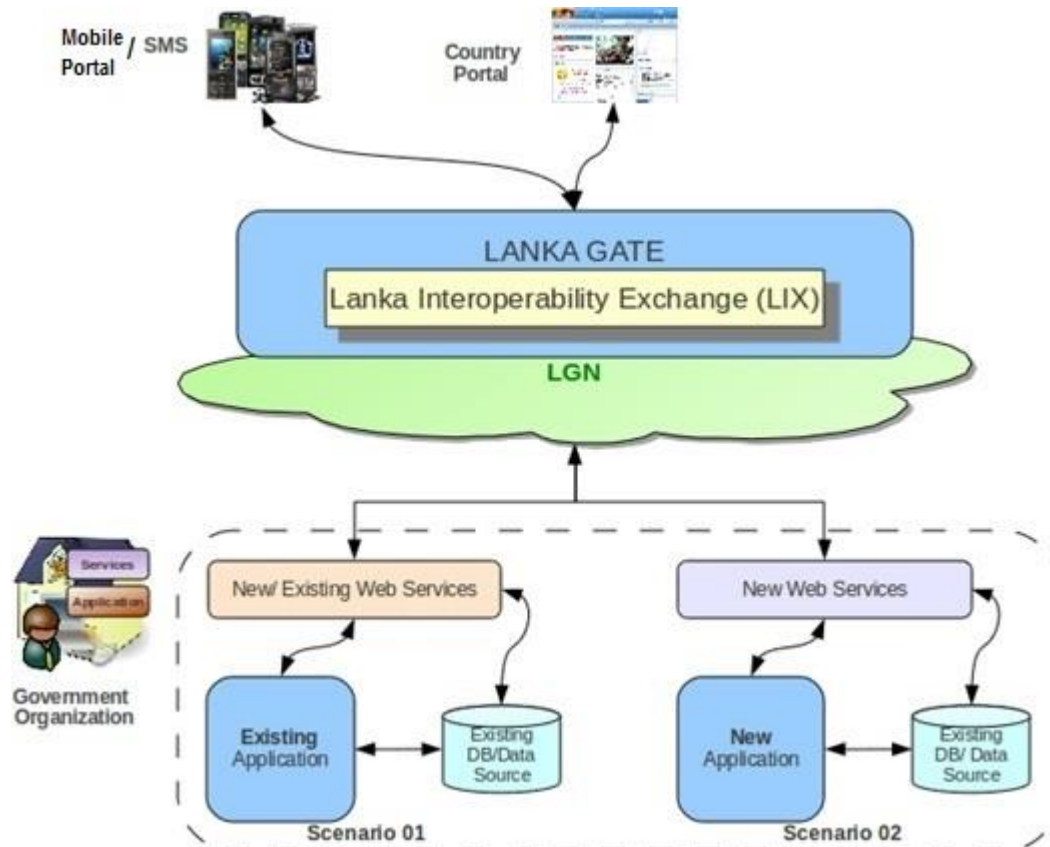 Mobile / SMS
Portal
Country
Portal
LANKA GATE
Lanka Interoperability Exchange (LIX)
LGN
Services
Application
Government
Organization
New/ Existing Web Services
New Web Services
Existing
Application
Existing
DB/Data
Source
New
Application
Existing
DB/ Data
Source
Scenario 01
Scenario 02